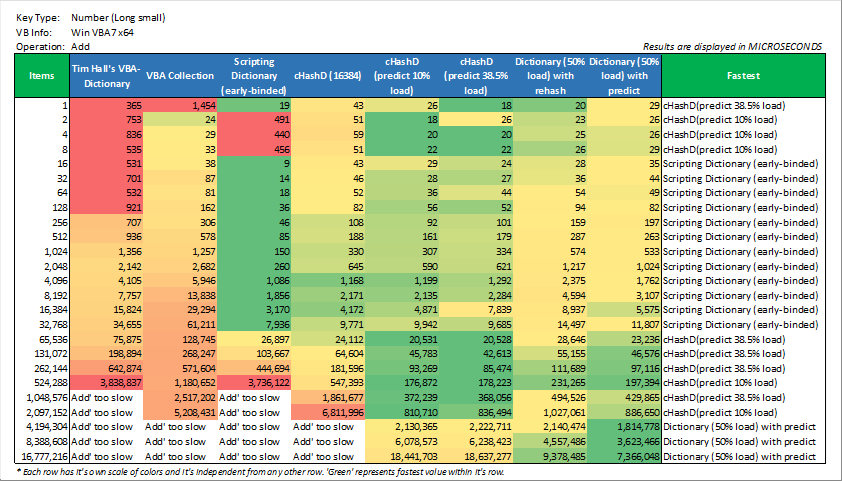 Key Type: Number (Long small)
VB Info: Win VBA7 x64
Operation: Add
Results are displayed in MICROSECONDS
Items Tim Hall's VBA-Dictionary VBA Collection Scripting Dictionary (early-binded) cHashD (16384) cHashD (predict 10% load) cHashD (predict 38.5% load) Dictionary (50% load) with rehash Dictionary (50% load) with predict Fastest
1 365 1,454 19 43 26 18 20 29 cHashD(predict 38.5% load)
2 753 24 491 51 18 26 23 26 cHashD(predict 10% load)
4 836 29 440 59 20 20 25 26 cHashD(predict 10% load)
8 535 33 456 51 22 22 26 29 cHashD(predict 10% load)
16 531 38 9 43 29 24 28 35 Scripting Dictionary (early-binded)
32 701 87 14 46 28 27 36 44 Scripting Dictionary (early-binded)
64 532 81 18 52 36 44 54 49 Scripting Dictionary (early-binded)
128 921 162 36 82 56 52 94 82 Scripting Dictionary (early-binded)
256 707 306 46 108 92 101 159 197 Scripting Dictionary (early-binded)
512 936 578 85 188 161 179 287 263 Scripting Dictionary (early-binded)
1,024 1,356 1,257 150 330 307 334 574 533 Scripting Dictionary (early-binded)
2,048 2,142 2,682 260 645 590 621 1,217 1,024 Scripting Dictionary (early-binded)
4,096 4,105 5,946 1,086 1,168 1,199 1,292 2,375 1,762 Scripting Dictionary (early-binded)
8,192 7,757 13,838 1,856 2,171 2,135 2,284 4,594 3,107 Scripting Dictionary (early-binded)
16,384 15,824 29,294 3,170 4,172 4,871 7,839 8,937 5,575 Scripting Dictionary (early-binded)
32,768 34,655 61,211 7,936 9,771 9,942 9,685 14,497 11,807 Scripting Dictionary (early-binded)
65,536 75,875 128,745 26,897 24,112 20,531 20,528 28,646 23,236 cHashD(predict 38.5% load)
131,072 198,894 268,247 103,667 64,604 45,783 42,613 55,155 46,576 cHashD(predict 38.5% load)
262,144 642,874 571,604 444,694 181,596 93,269 85,474 111,689 97,116 cHashD(predict 38.5% load)
524,288 3,838,837 1,180,652 3,736,122 547,393 176,872 178,223 231,265 197,394 cHashD(predict 10% load)
1,048,576 Add' too slow 2,517,202 Add' too slow 1,861,677 372,239 368,056 494,526 429,865 cHashD(predict 38.5% load)
2,097,152 Add' too slow 5,208,431 Add' too slow 6,811,996 810,710 836,494 1,027,061 886,650 cHashD(predict 10% load)
4,194,304 Add' too slow Add' too slow Add' too slow Add' too slow 2,130,365 2,222,711 2,140,474 1,814,778 Dictionary (50% load) with predict
8,388,608 Add' too slow Add' too slow Add' too slow Add' too slow 6,078,573 6,238,423 4,557,486 3,623,466 Dictionary (50% load) with predict
16,777,216 Add' too slow Add' too slow Add' too slow Add' too slow 18,441,703 18,637,277 9,378,485 7,366,048 Dictionary (50% load) with predict
* Each row has it's own scale of colors and it's independent from any other row. 'Green' represents fastest value within it's row.